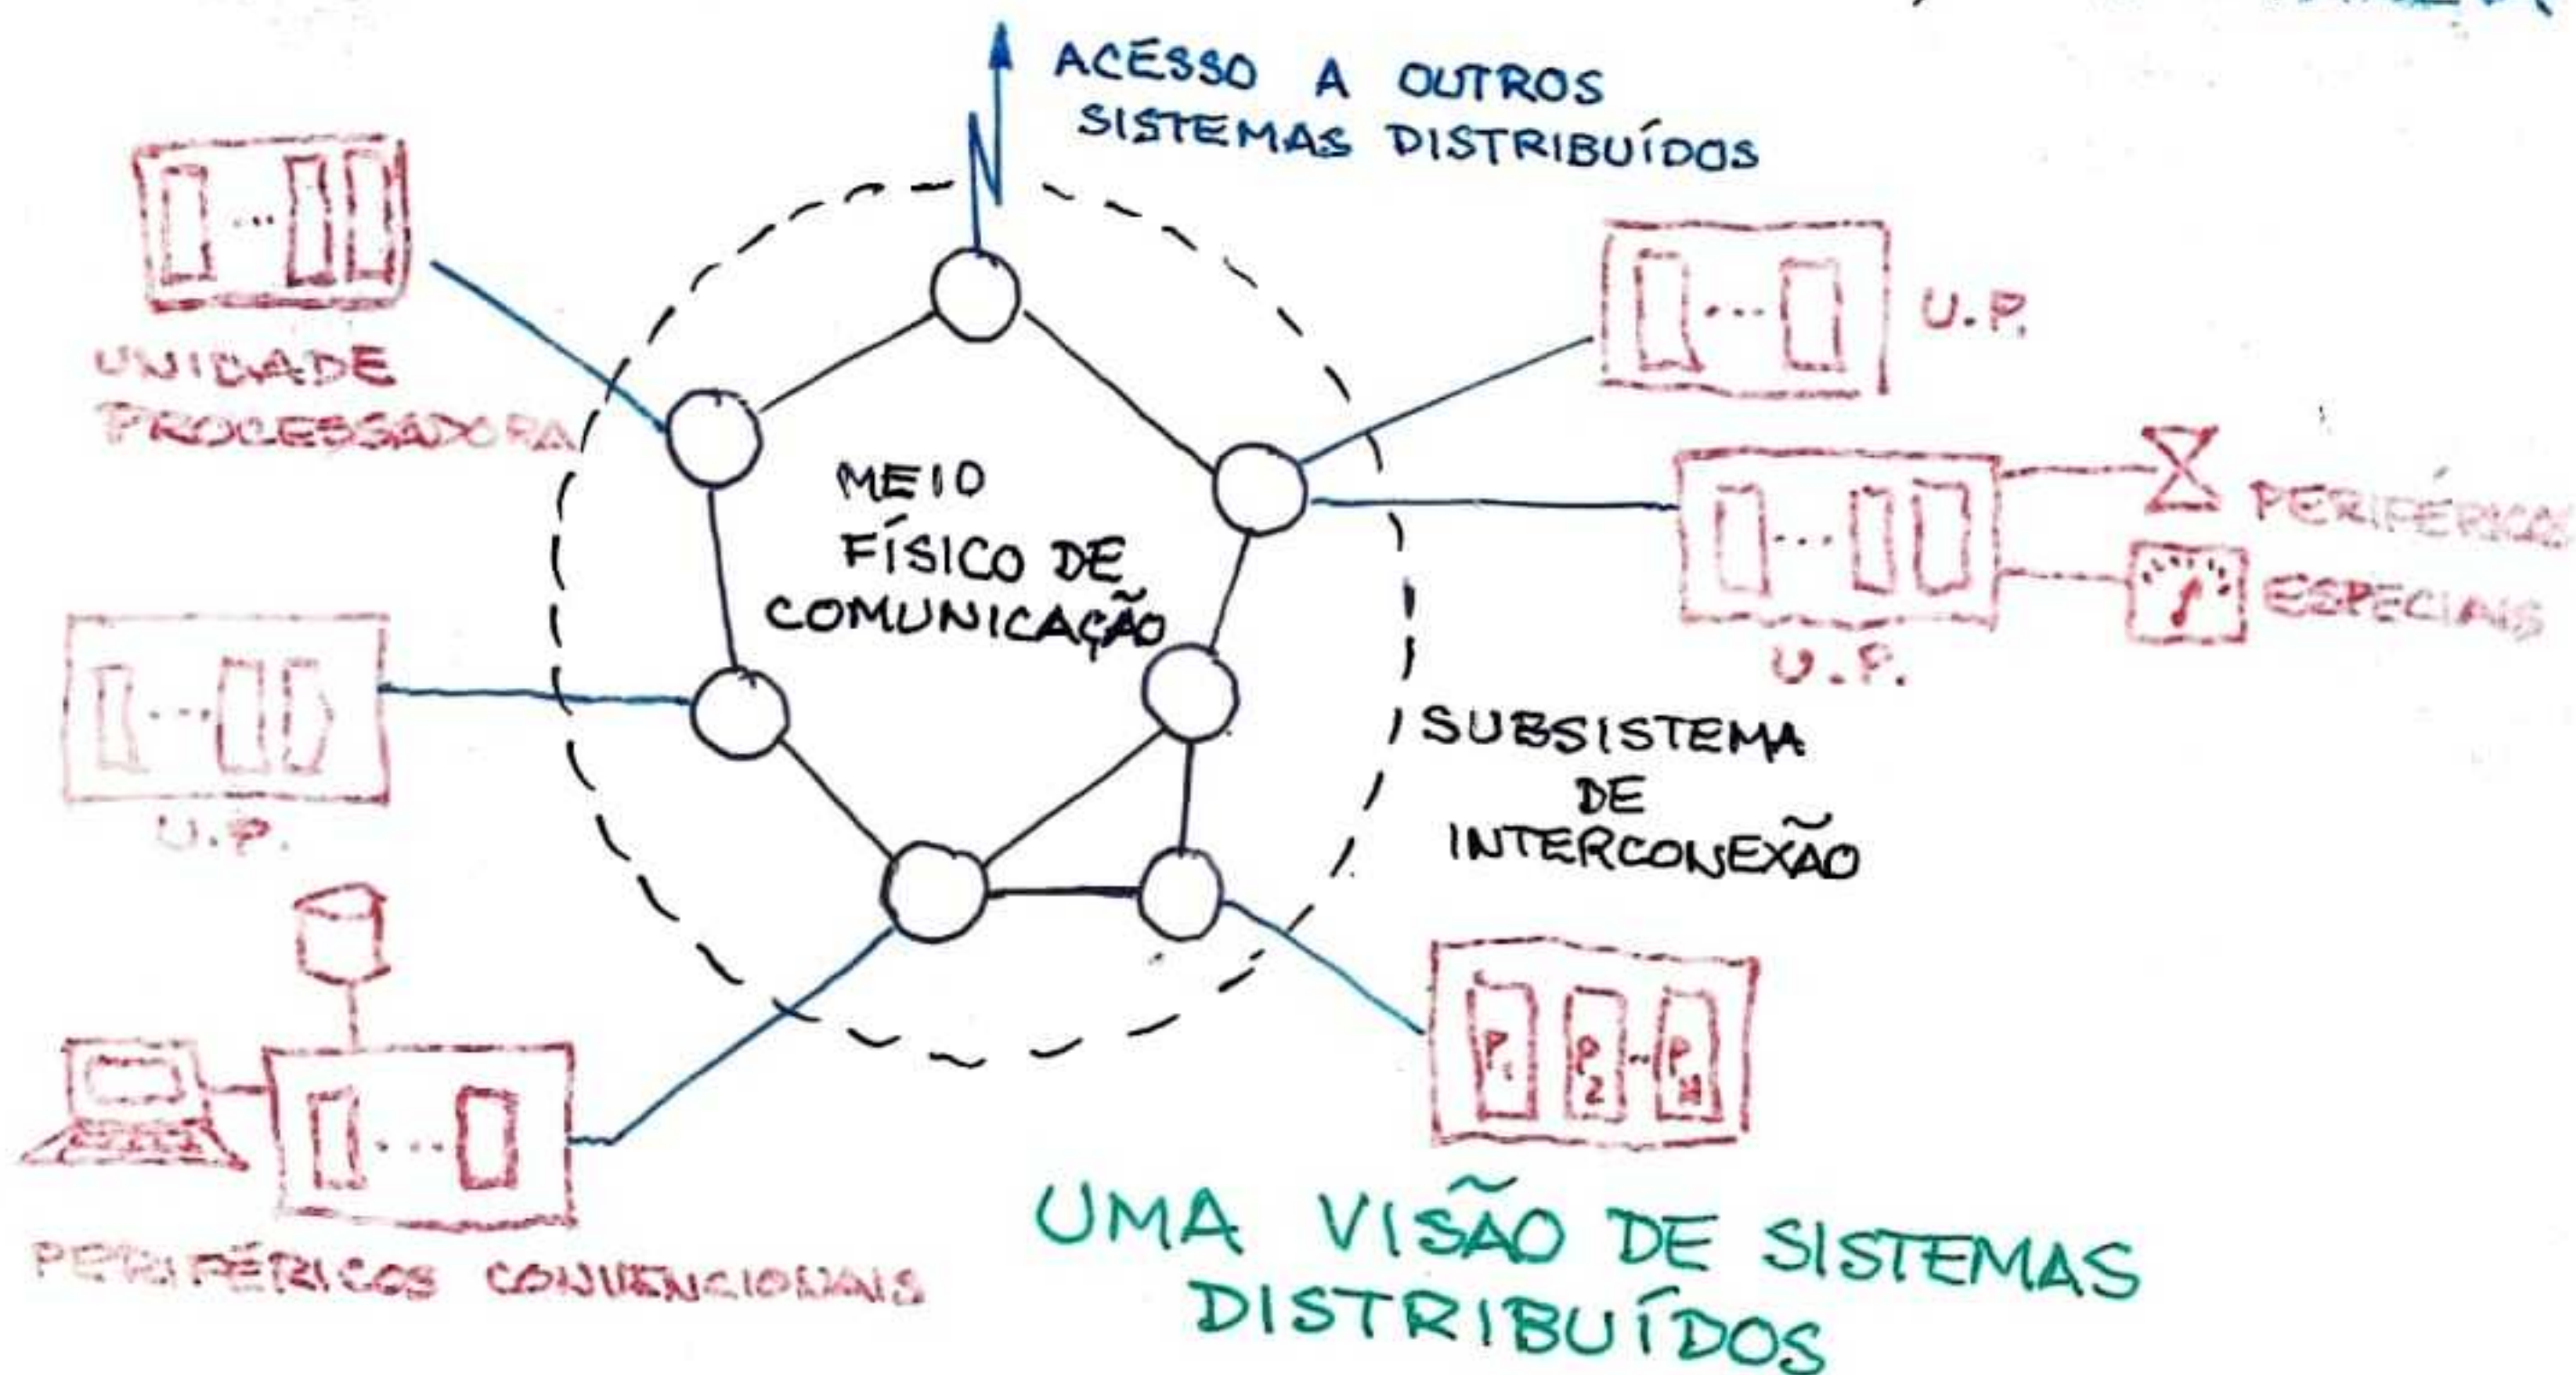 ACESSO A OUTROS
SISTEMAS DISTRIBUÍDOS
UNIDADE
PROCESSADORA
U.P.
MEIO
FÍSICO DE
COMUNICAÇÃO
PERIFÉRICOS
ESPECIAIS
U.P.
U.P.
SUBSISTEMA
DE
INTERCONEXÃO
P1 P2 PN
PERIFÉRICOS CONVENCIONAIS
UMA VISÃO DE SISTEMAS
DISTRIBUÍDOS